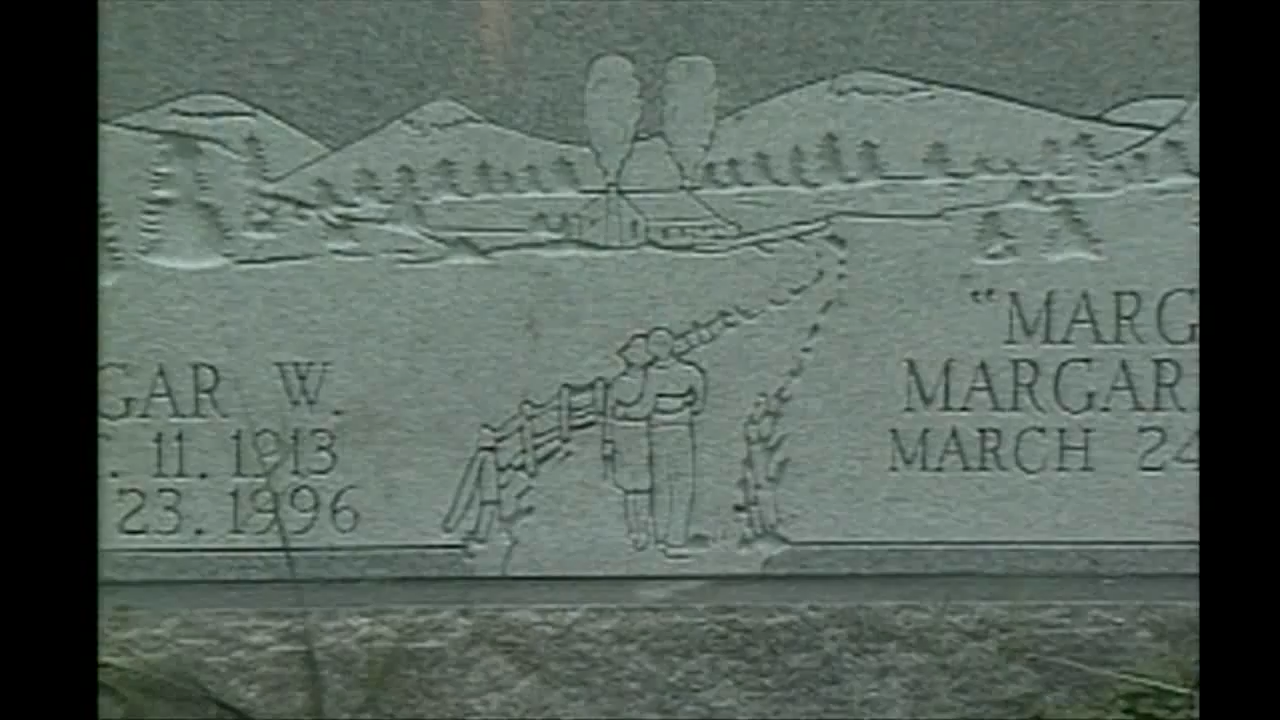 GAR W.
. 11. 1913
23. 1996
"MARG
MARGAR
MARCH 24